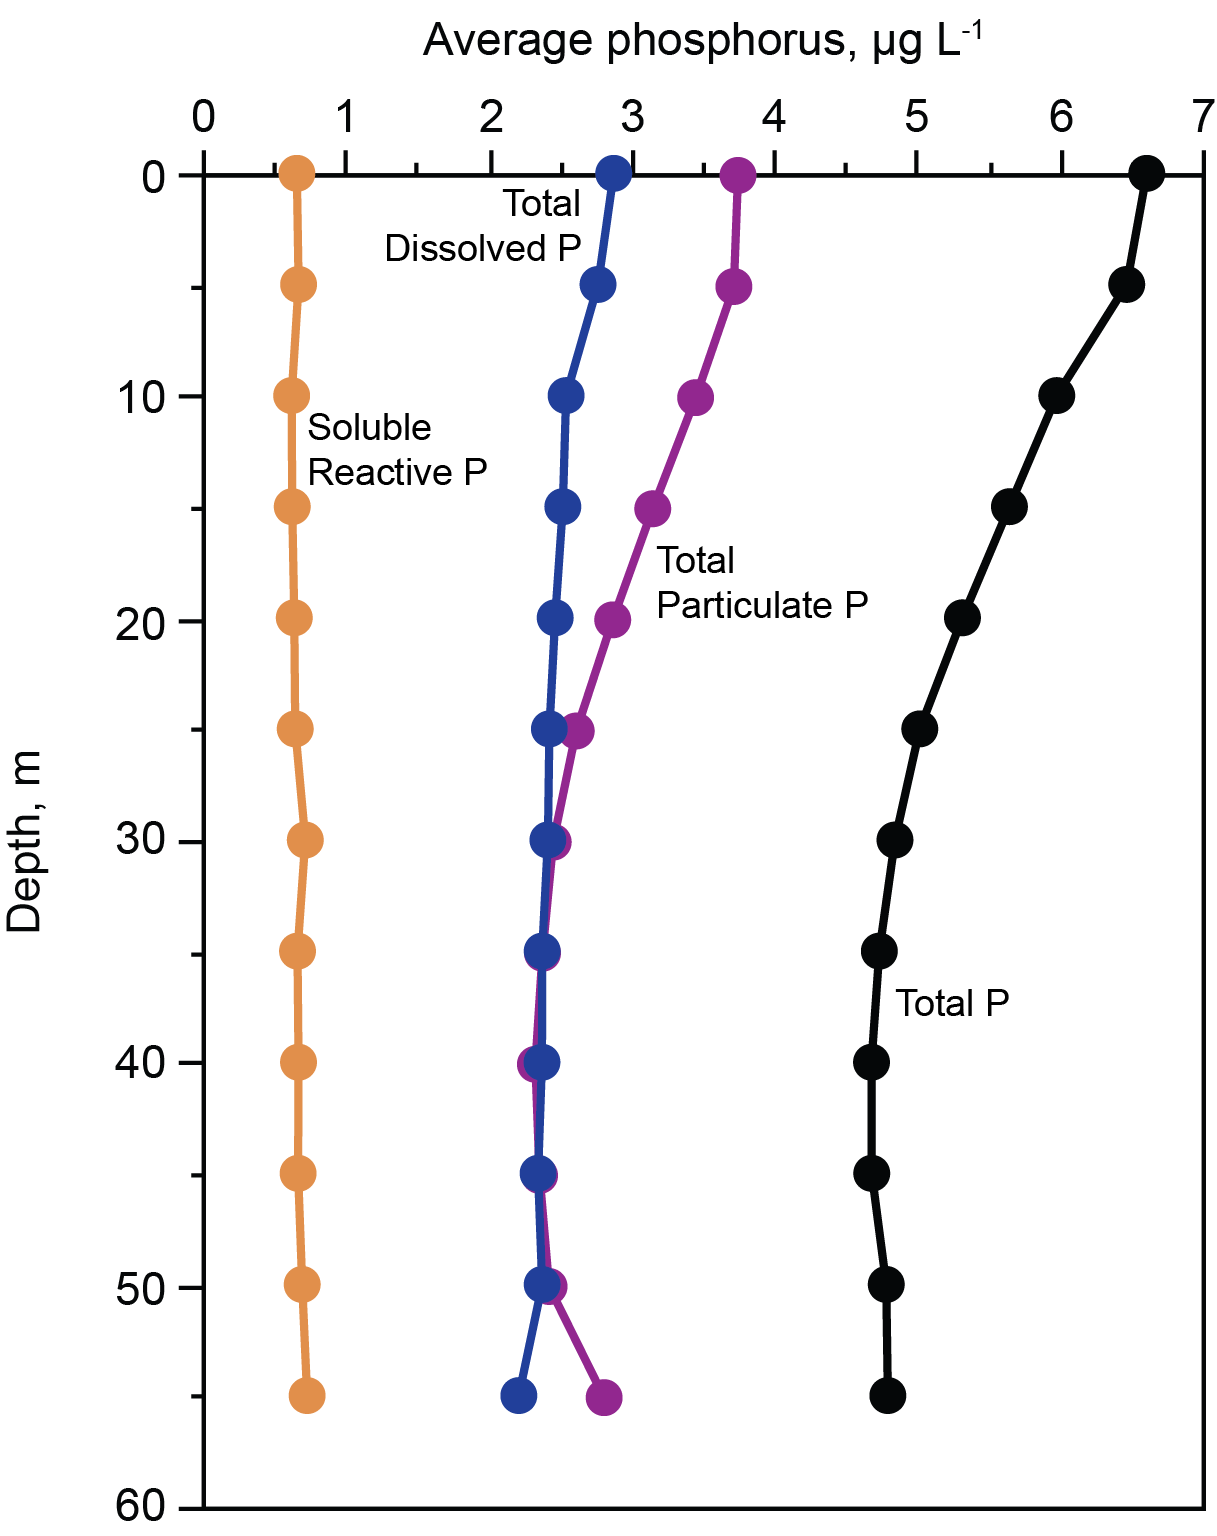 Average phosphorus, µg L-1
0 1 2 3 4 5 6 7
0
Total
Dissolved P
10
Soluble
Reactive P
Total
Particulate P
20
30
Depth, m
Total P
40
50
60